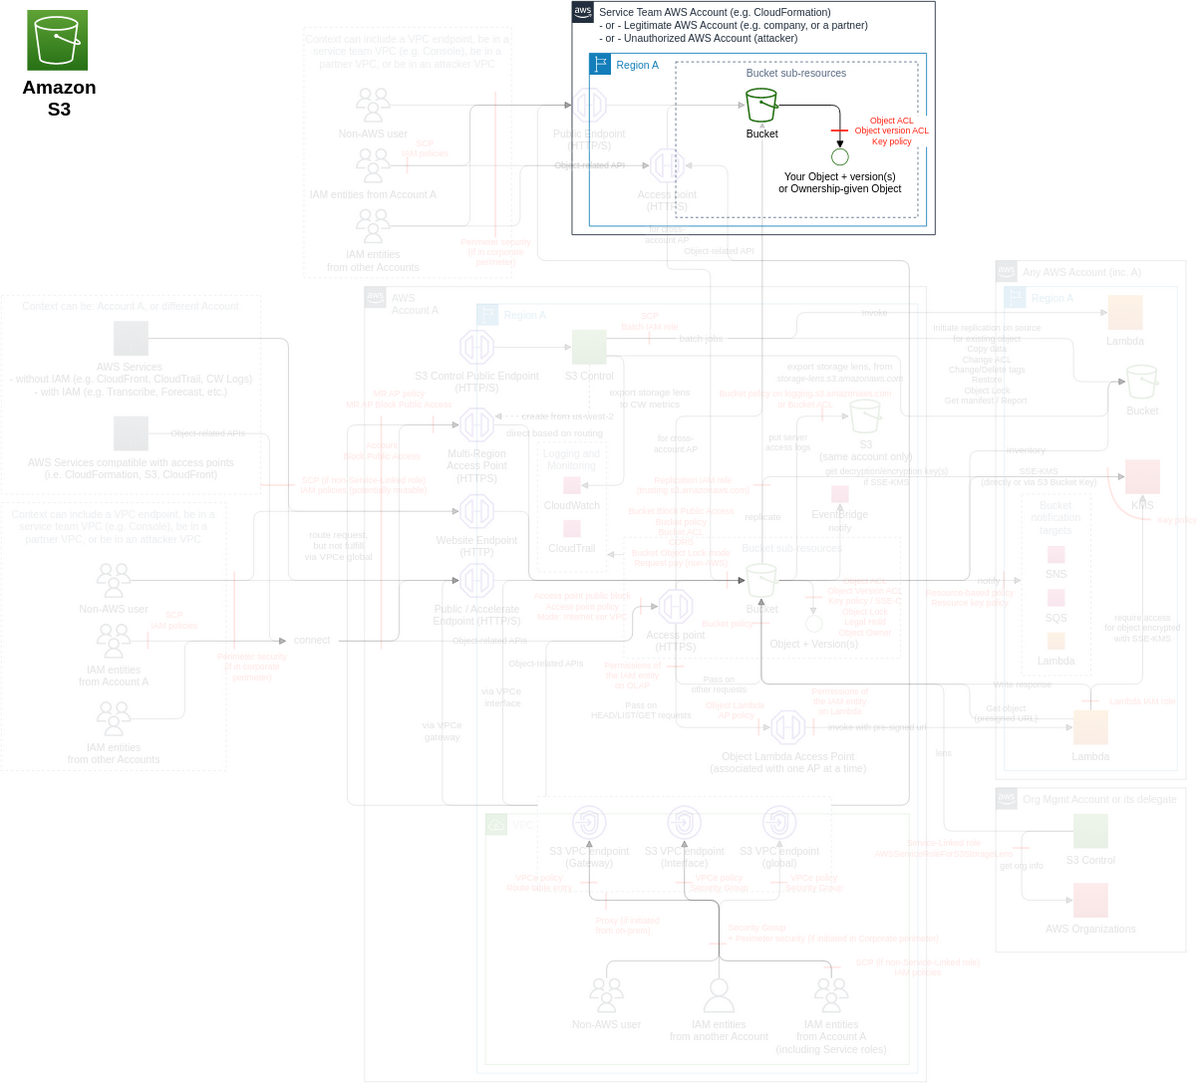 Amazon
S3
Service Team AWS Account (e.g. CloudFormation)
- or - Legitimate AWS Account (e.g. company, or a partner)
- or - Unauthorized AWS Account (attacker)
aws
Region A
Bucket sub-resources
Bucket
Object ACL
Object version ACL
Key policy
Your Object + version(s)
or Ownership-given Object
Context can include a VPC endpoint, be in a
service team VPC (e.g. Console), be in a
partner VPC, or be in an attacker VPC
Non-AWS user
SCP
IAM policies
IAM entities from Account A
IAM entities
from other Accounts
Perimeter security
(if in corporate
perimeter)
Public Endpoint
(HTTP/S)
Object-related API
Access point
(HTTPS)
for cross-
account AP
Object-related API
Context can be: Account A, or different Account
AWS Services
- without IAM (e.g. CloudFront, CloudTrail, CW Logs)
- with IAM (e.g. Transcribe, Forecast, etc.)
Object-related APIs
AWS Services compatible with access points
(i.e. CloudFormation, S3, CloudFront)
Context can include a VPC endpoint, be in a
service team VPC (e.g. Console), be in a
partner VPC, or be in an attacker VPC
Non-AWS user
SCP
IAM policies
IAM entities
from Account A
IAM entities
from other Accounts
Perimeter security
(if in corporate
perimeter)
connect
SCP (if non-Service-Linked role)
route request,
but not fulfill
via VPCe global
MR AP policy
MR AP Block Public Access
Account
Block Public Access
aws
AWS
Account A
Region A
S3 Control Public Endpoint
(HTTP/S)
S3 Control
SCP
Batch IAM role
batch jobs
invoke
export storage lens
to CW metrics
export storage lens, from
storage-lens.s3.amazonaws.com
create from us-west-2
direct based on routing
Multi-Region
Access Point
(HTTPS)
Website Endpoint
(HTTP)
Public / Accelerate
Endpoint (HTTP/S)
Object-related APIs
Logging and
Monitoring
CloudWatch
CloudTrail
for cross-
account AP
put server
access logs
Bucket policy on logging.s3.amazonaws.com
or bucket ACL
S3
(same account only)
get decryption/encryption key(s)
if SSE-KMS
replicate
EventBridge
notify
Bucket Block Public Access
Bucket policy
Bucket ACL
CORS
Bucket Object Lock mode
Request pay (non-AWS)
Bucket sub-resources
Bucket
Object ACL
Object Version ACL
Key policy / SSE-C
Object Lock
Legal Hold
Object Owner
Object + Version(s)
Access point public block
Access point policy
Mode: Internet or VPC
Access point
(HTTPS)
Bucket policy
Object-related APIs
Permissions of
the IAM entity
on OLAP
Pass on
other requests
Pass on
HEAD/LIST/GET requests
Object Lambda
AP policy
Permissions of
the IAM entity
on Lambda
invoke with pre-signed url
Object Lambda Access Point
(associated with one AP at a time)
via VPCe
interface
via VPCe
gateway
lens
aws
Any AWS Account (inc. A)
Region A
Lambda
Initiate replication on source
for existing object
Copy data
Change ACL
Change/Delete tags
Restore
Object Lock
Get manifest / Report
Bucket
inventory
SSE-KMS
(directly or via S3 Bucket Key)
KMS
Key policy
Bucket
notification
targets
SNS
SQS
Lambda
notify
Resource-based policy
Resource key policy
require access
for object encrypted
with SSE-KMS
Write response
Get object
(presigned URL)
Lambda IAM role
Lambda
aws
Org Mgmt Account or its delegate
S3 Control
Service-Linked role
AWSServiceRoleForS3StorageLens
get org info
AWS Organizations
VPC
S3 VPC endpoint
(Gateway)
S3 VPC endpoint
(Interface)
S3 VPC endpoint
(global)
VPCe policy
Route table entry
VPCe policy
Security Group
VPCe policy
Security Group
Proxy (if initiated
from on-prem)
Security Group
+ Perimeter security (if initiated in Corporate perimeter)
SCP (if non-Service-Linked role)
IAM policies
Non-AWS user
IAM entities
from another Account
IAM entities
from Account A
(including Service roles)